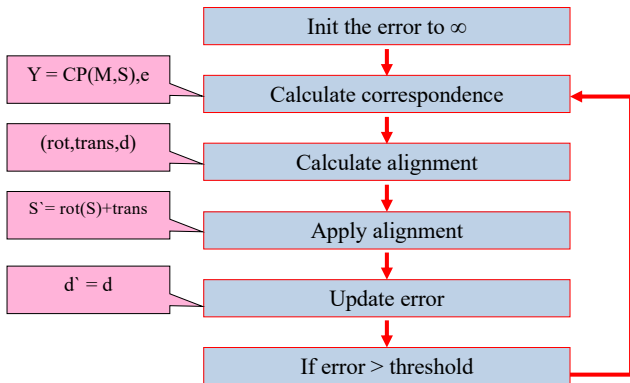 Init the error to ∞
Y = CP(M,S),e
Calculate correspondence
(rot,trans,d)
Calculate alignment
S`= rot(S)+trans
Apply alignment
d` = d
Update error
If error > threshold